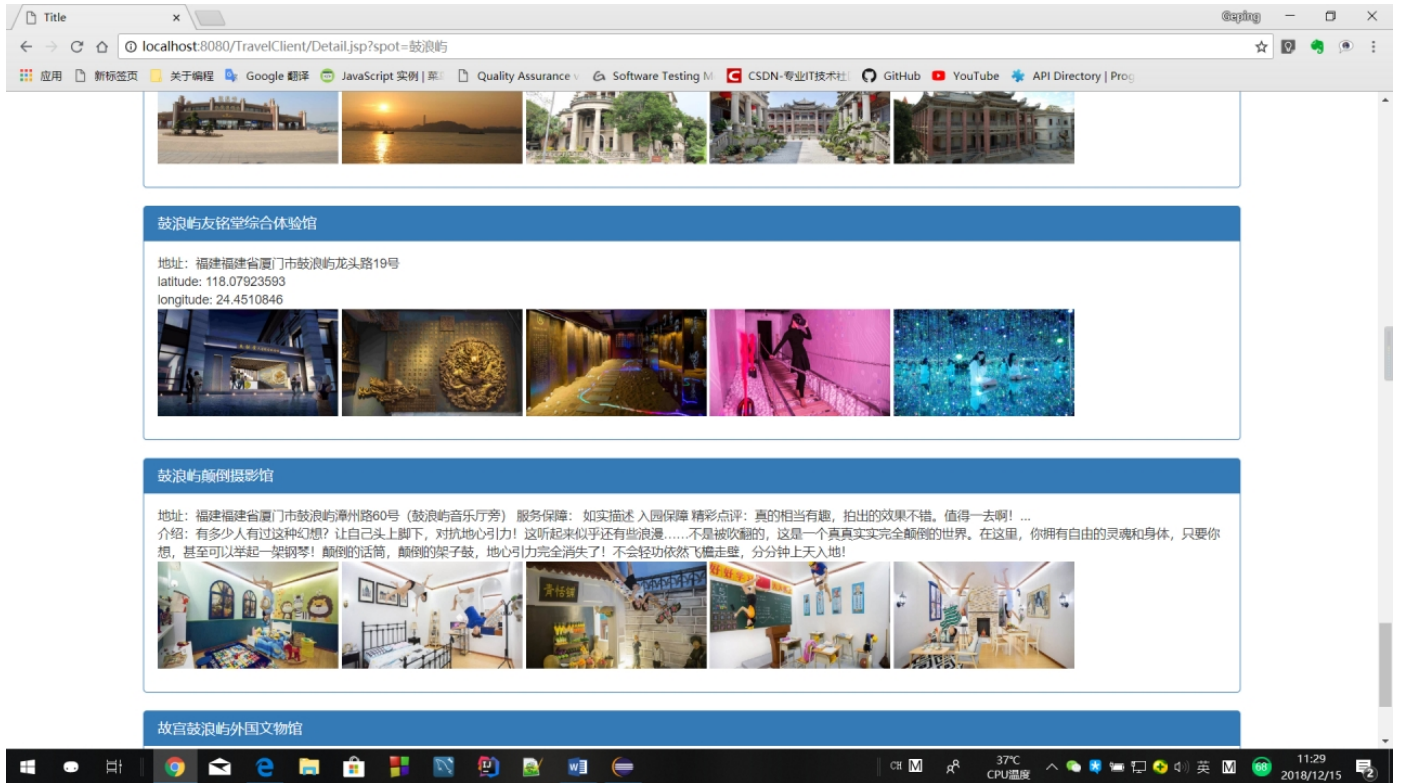 Title
Geping
localhost:8080/TravelClient/Detail.jsp?spot=鼓浪屿
应用 新标签页 关于编程 Google 翻译 JavaScript 实例 | 菜 Quality Assurance Software Testing M CSDN-专业IT技术社 GitHub YouTube API Directory | Prog
鼓浪屿友铭堂综合体验馆
地址：福建福建省厦门市鼓浪屿龙头路19号
latitude: 118.07923593
longitude: 24.4510846
鼓浪屿颠倒摄影馆
地址：福建福建省厦门市鼓浪屿漳州路60号（鼓浪屿音乐厅旁） 服务保障： 如实描述 入园保障 精彩点评：真的相当有趣，拍出的效果不错。值得一去啊！...
介绍：有多少人有过这种幻想？让自己头上脚下，对抗地心引力！这听起来似乎还有些浪漫……不是被吹翻的，这是一个真真实实完全颠倒的世界。在这里，你拥有自由的灵魂和身体，只要你
想，甚至可以举起一架钢琴！颠倒的话筒，颠倒的架子鼓，地心引力完全消失了！不会轻功依然飞檐走壁，分分钟上天入地！
故宫鼓浪屿外国文物馆
CH M 37℃ 英 M 68 11:29
CPU温度 2018/12/15 2